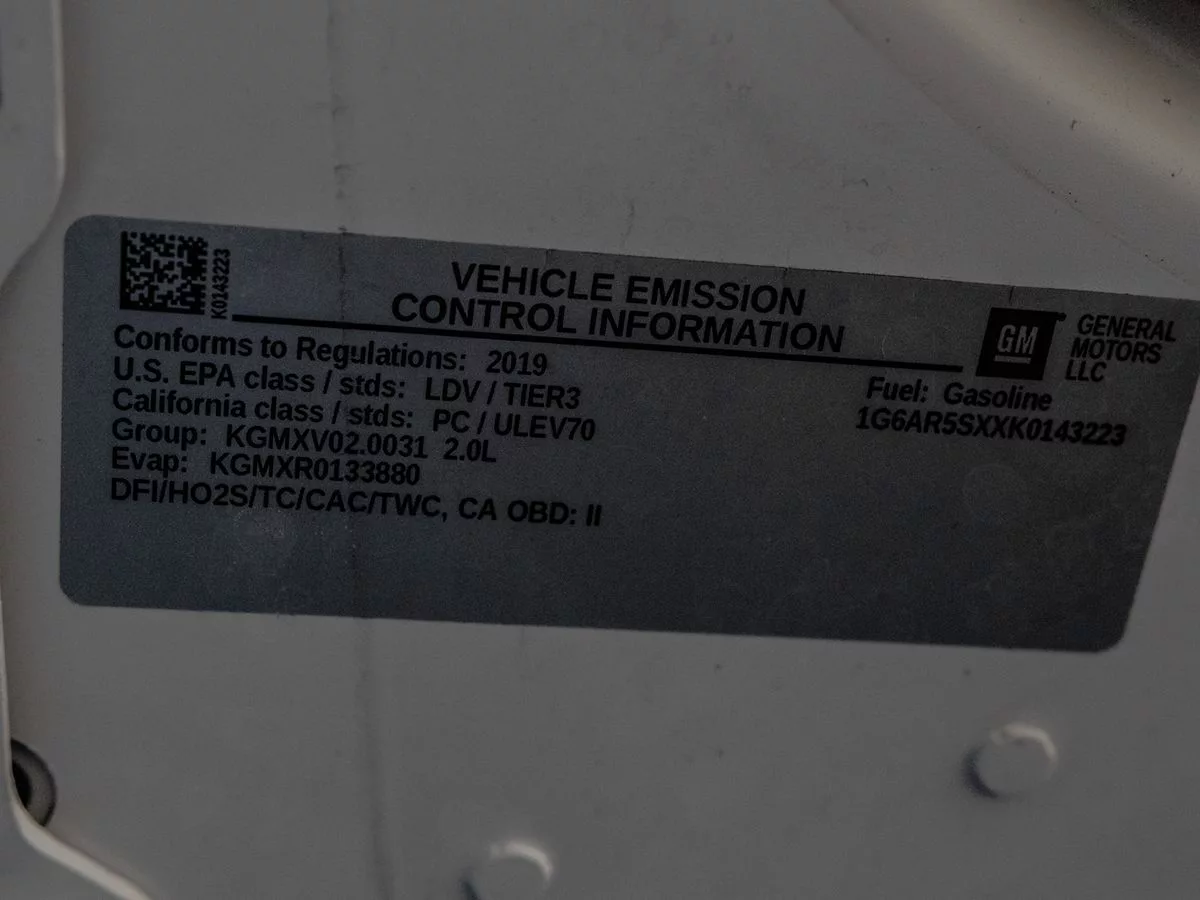 K0143223
VEHICLE EMISSION
CONTROL INFORMATION
GM
GENERAL
MOTORS
LLC
Conforms to Regulations: 2019
U.S. EPA class / stds: LDV / TIER3
California class / stds: PC / ULEV70
Group: KGMXV02.0031 2.0L
Evap: KGMXR0133880
DFI/HO2S/TC/CAC/TWC, CA OBD: II
Fuel: Gasoline
1G6AR5SXXK0143223